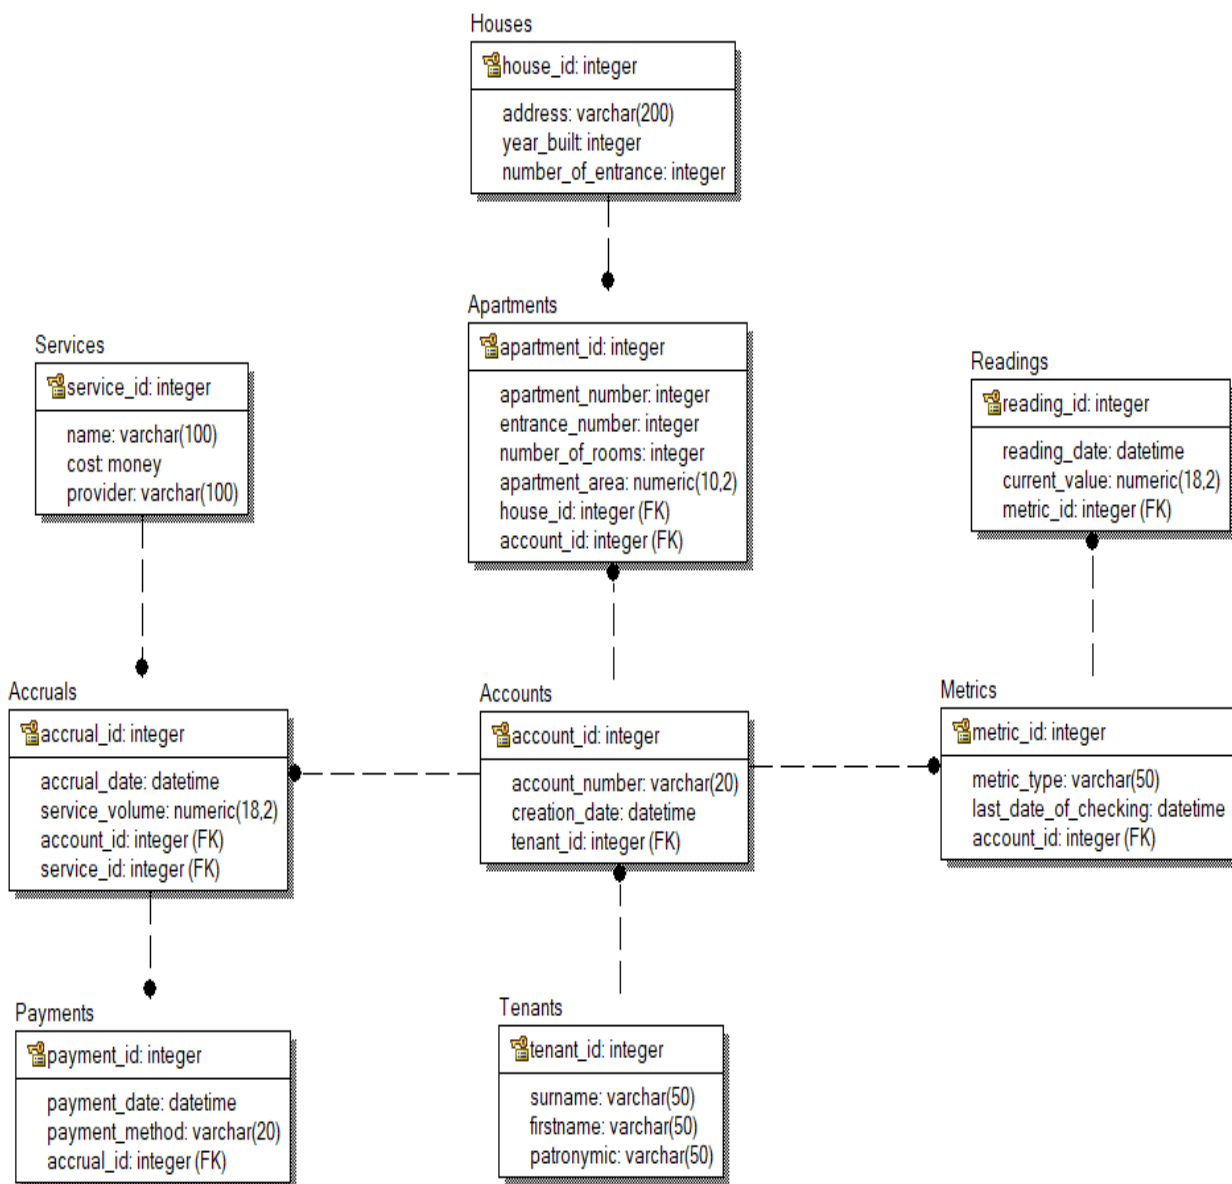 Houses
house_id: integer
address: varchar(200)
year_built: integer
number_of_entrance: integer
Apartments
apartment_id: integer
apartment_number: integer
entrance_number: integer
number_of_rooms: integer
apartment_area: numeric(10,2)
house_id: integer (FK)
account_id: integer (FK)
Services
service_id: integer
name: varchar(100)
cost: money
provider: varchar(100)
Readings
reading_id: integer
reading_date: datetime
current_value: numeric(18,2)
metric_id: integer (FK)
Accruals
accrual_id: integer
accrual_date: datetime
service_volume: numeric(18,2)
account_id: integer (FK)
service_id: integer (FK)
Accounts
account_id: integer
account_number: varchar(20)
creation_date: datetime
tenant_id: integer (FK)
Metrics
metric_id: integer
metric_type: varchar(50)
last_date_of_checking: datetime
account_id: integer (FK)
Payments
payment_id: integer
payment_date: datetime
payment_method: varchar(20)
accrual_id: integer (FK)
Tenants
tenant_id: integer
surname: varchar(50)
firstname: varchar(50)
patronymic: varchar(50)